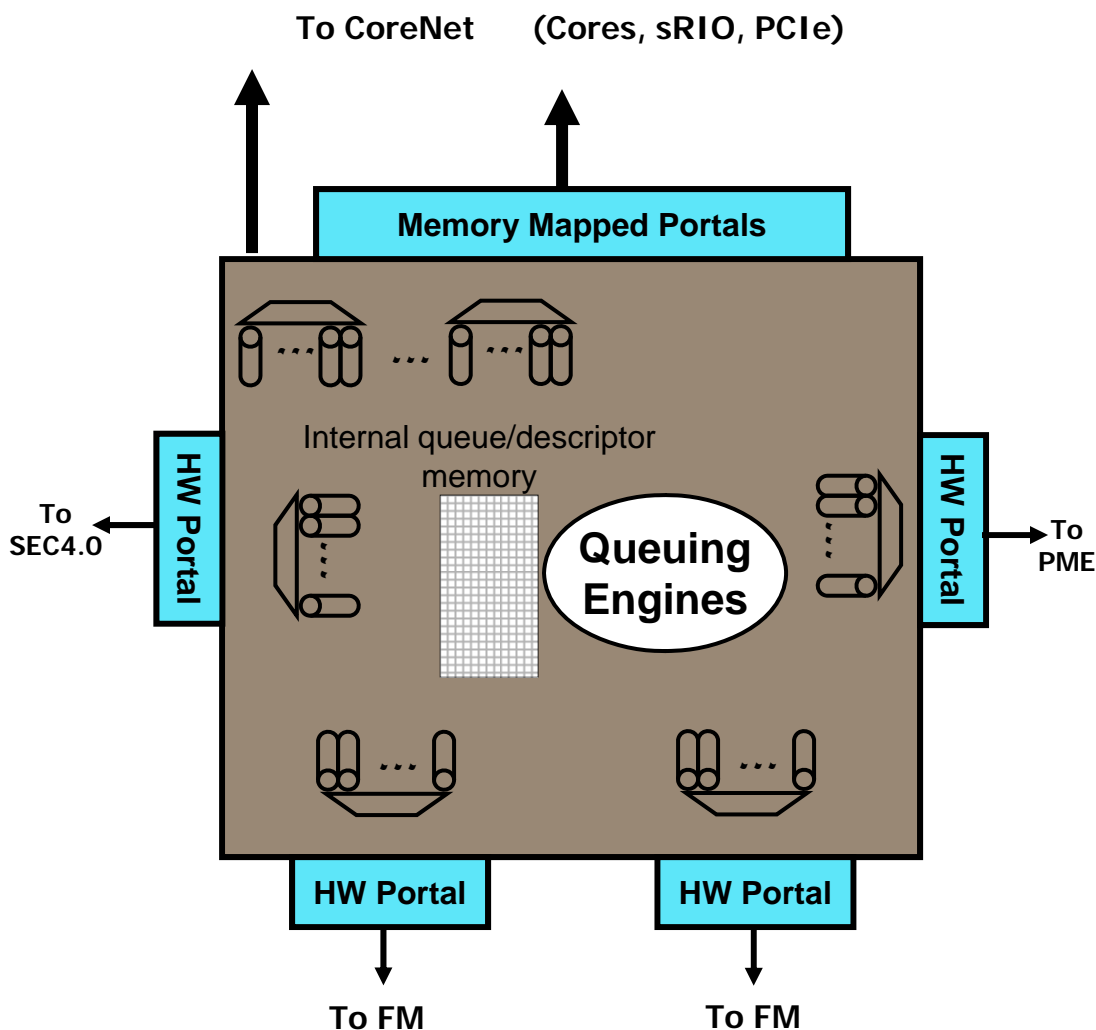 To CoreNet (Cores, sRIO, PCIe)
Memory Mapped Portals
Internal queue/descriptor
memory
HW Portal
To
SEC4.0
Queuing
Engines
HW Portal
To
PME
HW Portal
HW Portal
To FM
To FM